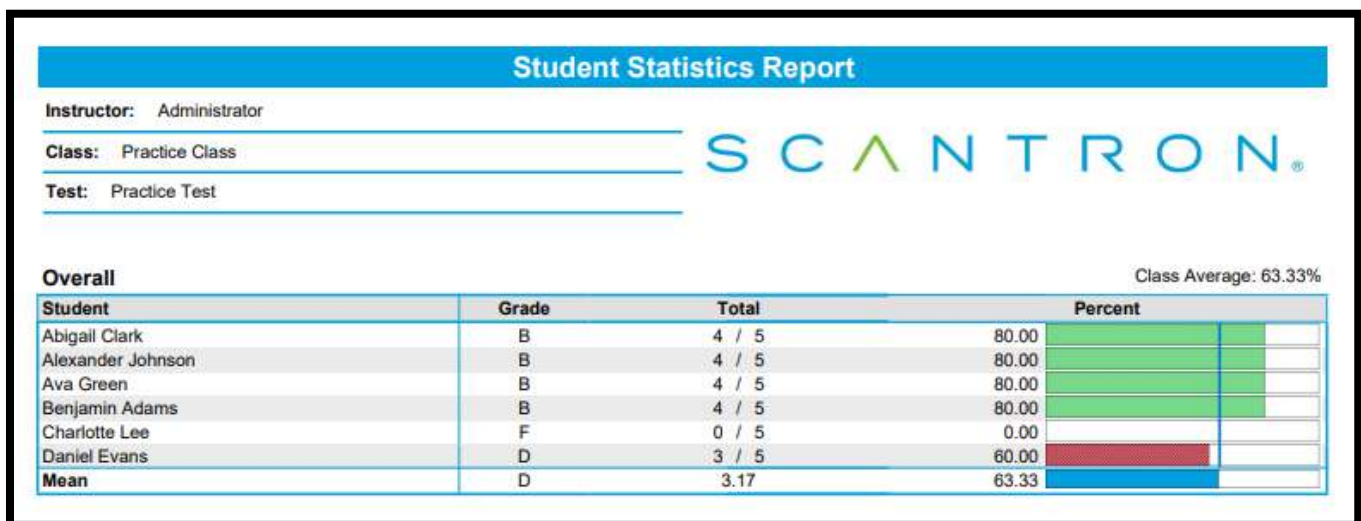 Student Statistics Report
Instructor: Administrator
Class: Practice Class
Test: Practice Test
SCANTRON®
Overall
Class Average: 63.33%
Student Grade Total Percent
Abigail Clark B 4 / 5 80.00
Alexander Johnson B 4 / 5 80.00
Ava Green B 4 / 5 80.00
Benjamin Adams B 4 / 5 80.00
Charlotte Lee F 0 / 5 0.00
Daniel Evans D 3 / 5 60.00
Mean D 3.17 63.33